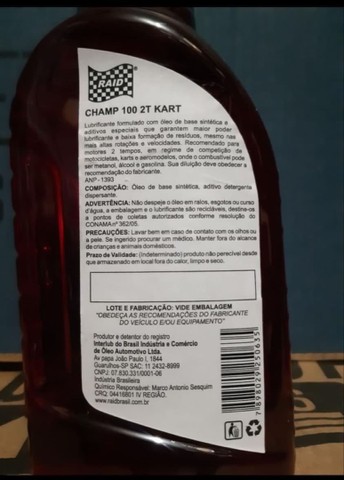 RAID®
CHAMP 100 2T KART
Lubrificante formulado com óleo de base sintética e
aditivos especiais que garantem maior poder
lubrificante e baixa formação de resíduos, mesmo nas
mais altas rotações e velocidades. Recomendado para
motores 2 tempos, em regime de competição de
motocicletas, karts e aeromodelos, onde o combustível pode
ser metanol, álcool e gasolina. Sua diluição deve obedecer a
recomendação do fabricante.
ANP - 1393
COMPOSIÇÃO: Óleo de base sintética, aditivo detergente
dispersante.
ADVERTÊNCIA: Não despeje o óleo em ralos, esgotos ou curso
d'água, a embalagem e o lubrificante são recicláveis, destine-os
a pontos de coletas autorizados conforme resolução do
CONAMA nº 362/05.
PRECAUÇÕES: Lavar bem em caso de contato com os olhos ou
a pele. Se ingerido procurar um médico. Manter fora do alcance
de crianças e animais domésticos.
Prazo de Validade: (Indeterminado) produto não perecível desde
que armazenado em local fora do calor, limpo e seco.
LOTE E FABRICAÇÃO: VIDE EMBALAGEM
"OBEDEÇA AS RECOMENDAÇÕES DO FABRICANTE
DO VEÍCULO E/OU EQUIPAMENTO"
Produtor e detentor do registro
Interlub do Brasil Indústria e Comércio
de Óleo Automotivo Ltda.
Av papa João Paulo I, 1844
Guarulhos-SP SAC: 11 2432-8999
CNPJ: 07.630.331/0001-06
Indústria Brasileira
Químico Responsável: Marco Antonio Sesquim
CRQ: 04416801 IV REGIÃO.
www.raidbrasil.com.br
7 898029 250635